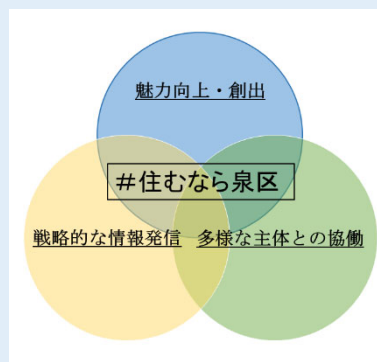 魅力向上・創出
#住むなら泉区
戦略的な情報発信 多様な主体との協働